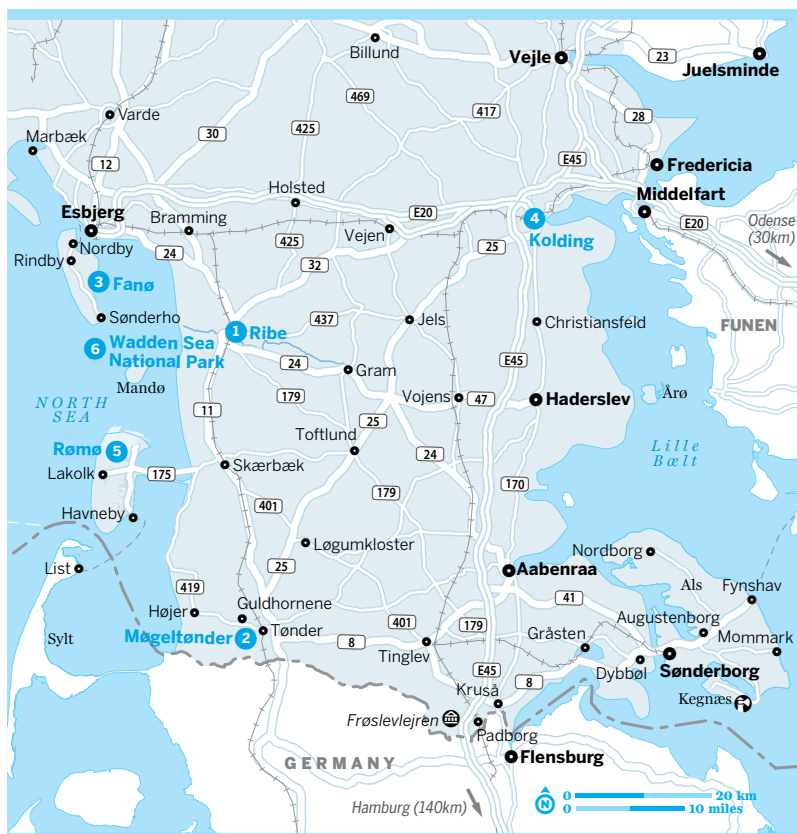 Billund
Vejle
23
Juelsminde
469
417
28
Varde
425
30
Marbæk
12
E45
Fredericia
Holsted
Middelfart
Esbjerg
Bramming
E20
4
Kolding
E20
Odense
(30km)
Nordby
425
Vejen
25
Rindby
24
32
3 Fanø
Sønderho
1 Ribe
437
Jels
Christiansfeld
FUNEN
6 Wadden Sea
National Park
E45
24
Gram
Mandø
179
Vojens
47
Haderslev
Årø
NORTH
SEA
11
25
Toftlund
24
Lille
Bælt
Rømø 5
Lakolk
175
Skærbæk
170
179
401
Havneby
Løgumkloster
Nordborg
List
25
Aabenraa
Als
Fynshav
419
41
Højer
Guldhornene
Augustenborg
401
179
Gråsten
Mommark
Sylt
Møgeltønder 2
Tønder
8
Tinglev
Sønderborg
E45
Dybbøl
Kruså
8
Kegnæs
Frøslevlejren
Padborg
GERMANY
Flensburg
Hamburg (140km)
N
0 20 km
0 10 miles